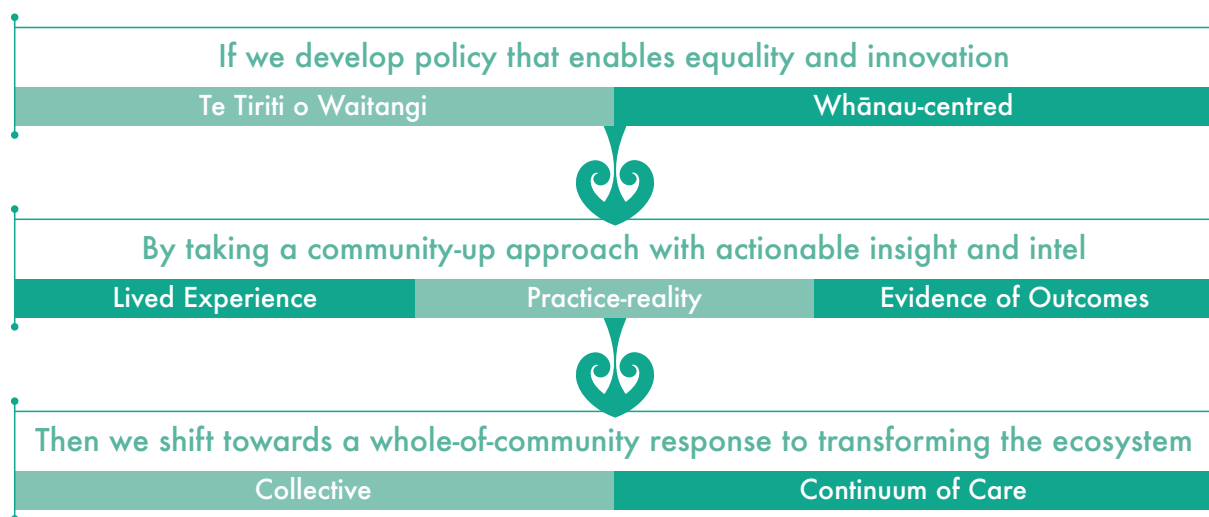 If we develop policy that enables equality and innovation
Te Tiriti o Waitangi
Whānau-centred
By taking a community-up approach with actionable insight and intel
Lived Experience
Practice-reality
Evidence of Outcomes
Then we shift towards a whole-of-community response to transforming the ecosystem
Collective
Continuum of Care